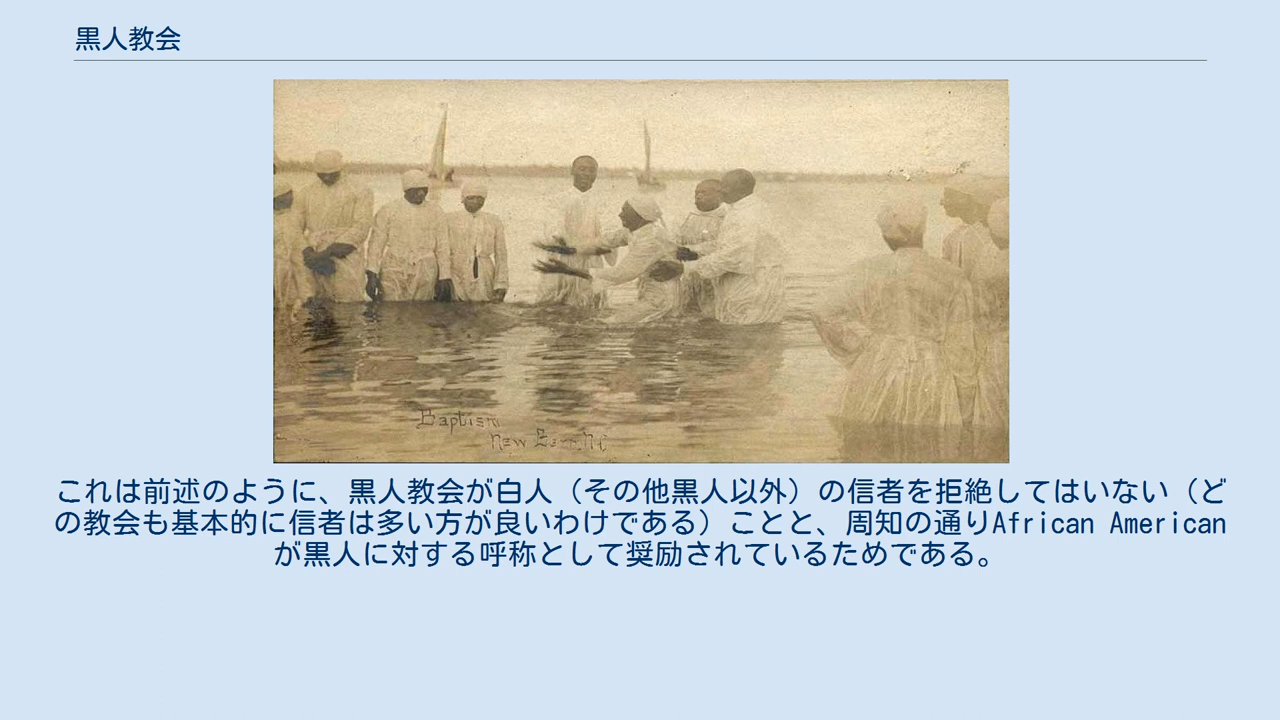 黒人教会
Baptism
New Bern, NC
これは前述のように、黒人教会が白人（その他黒人以外）の信者を拒絶してはいない（ど
の教会も基本的に信者は多い方が良いわけである）ことと、周知の通りAfrican American
が黒人に対する呼称として奨励されているためである。